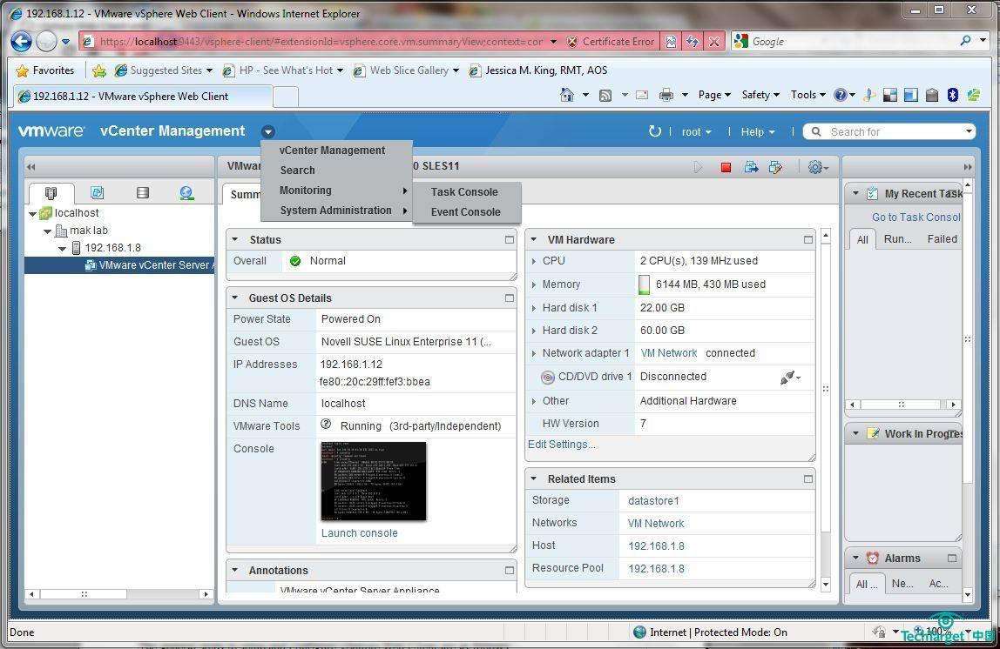 192.168.1.12 - VMware vSphere Web Client - Windows Internet Explorer
https://localhost:9443/vsphere-client/#extensionId=vsphere.core.vm.summaryView;context=cor
Certificate Error
Google
Favorites
Suggested Sites
HP - See What's Hot
Web Slice Gallery
Jessica M. King, RMT, AOS
192.168.1.12 - VMware vSphere Web Client
Page
Safety
Tools
vmware
vCenter Management
root
Help
Search for
vCenter Management
Search
Monitoring
System Administration
Task Console
Event Console
localhost
mak lab
192.168.1.8
VMware vCenter Server A
VMwar
0 SLES11
Summ
Status
Overall
Normal
Guest OS Details
Power State
Powered On
Guest OS
Novell SUSE Linux Enterprise 11 (...
IP Addresses
192.168.1.12
fe80::20c:29ff:fef3:bbea
DNS Name
localhost
VMware Tools
Running (3rd-party/Independent)
Console
Launch console
Annotations
VMware vCenter Server Appliance
VM Hardware
CPU
2 CPU(s), 139 MHz used
Memory
6144 MB, 430 MB used
Hard disk 1
22.00 GB
Hard disk 2
60.00 GB
Network adapter 1
VM Network connected
CD/DVD drive 1
Disconnected
Other
Additional Hardware
HW Version
7
Edit Settings...
Related Items
Storage
datastore1
Networks
VM Network
Host
192.168.1.8
Resource Pool
192.168.1.8
My Recent Task
Go to Task Consol
All
Run...
Failed
Work In Progres
Alarms
All ...
Ne...
Ac...
Done
Internet | Protected Mode: On
100%
TechTarget 中国